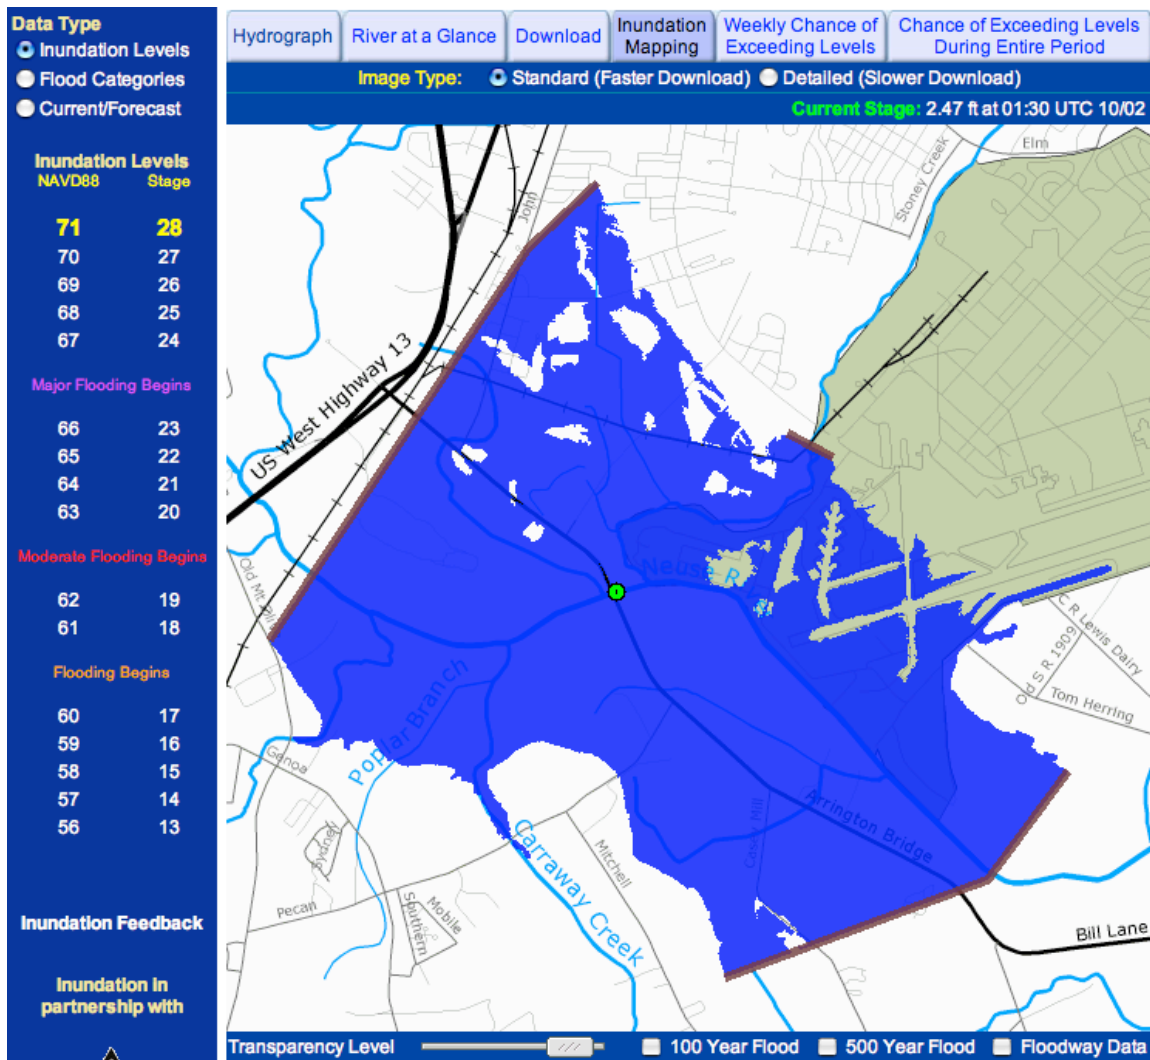 Data Type
Inundation Levels
Flood Categories
Current/Forecast
Inundation Levels
NAVD88 Stage
71 28
70 27
69 26
68 25
67 24
Major Flooding Begins
66 23
65 22
64 21
63 20
Moderate Flooding Begins
62 19
61 18
Flooding Begins
60 17
59 16
58 15
57 14
56 13
Inundation Feedback
Inundation in
partnership with
Hydrograph
River at a Glance
Download
Inundation
Mapping
Weekly Chance of
Exceeding Levels
Chance of Exceeding Levels
During Entire Period
Image Type: Standard (Faster Download) Detailed (Slower Download)
Current Stage: 2.47 ft at 01:30 UTC 10/02
Elm
Stoney Creek
John
US West Highway 13
Old Mt
Neuse R
C R Lewis Dairy
Old S R 1909
Tom Herring
Poplar Branch
Genoa
Sydney
Pecan
Southern
Mobile
Carraway Creek
Mitchell
Casey Mill
Arrington Bridge
Bill Lane
Transparency Level
100 Year Flood
500 Year Flood
Floodway Data